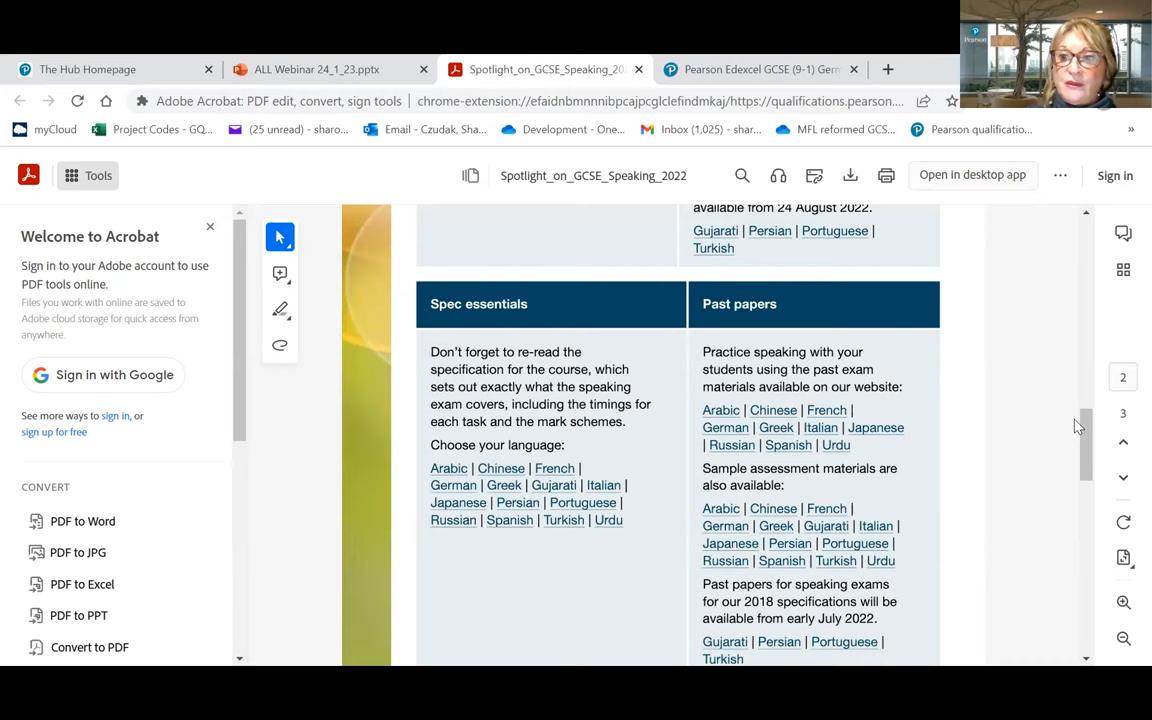 Pearson
The Hub Homepage
ALL Webinar 24_1_23.pptx
Spotlight_on_GCSE_Speaking_20
Pearson Edexcel GCSE (9-1) Germ
Adobe Acrobat: PDF edit, convert, sign tools
chrome-extension://efaidnbmnnnibpcajpcglclefindmkaj/https://qualifications.pearson....
myCloud
Project Codes - GQ...
(25 unread) - sharo...
Email - Czudak, Sha...
Development - One...
Inbox (1,025) - shar...
MFL reformed GCS...
Pearson qualificatio...
»
Tools
Spotlight_on_GCSE_Speaking_2022
Open in desktop app
Sign in
Welcome to Acrobat
Sign in to your Adobe account to use
PDF tools online.
Files you work with online are saved to
Adobe cloud storage for quick access from
anywhere.
Sign in with Google
See more ways to sign in, or
sign up for free
CONVERT
PDF to Word
PDF to JPG
PDF to Excel
PDF to PPT
Convert to PDF
available from 24 August 2022.
Gujarati | Persian | Portuguese |
Turkish
Spec essentials
Don't forget to re-read the
specification for the course, which
sets out exactly what the speaking
exam covers, including the timings for
each task and the mark schemes.
Choose your language:
Arabic | Chinese | French |
German | Greek | Gujarati | Italian |
Japanese | Persian | Portuguese |
Russian | Spanish | Turkish | Urdu
Past papers
Practice speaking with your
students using the past exam
materials available on our website:
Arabic | Chinese | French |
German | Greek | Italian | Japanese
| Russian | Spanish | Urdu
Sample assessment materials are
also available:
Arabic | Chinese | French |
German | Greek | Gujarati | Italian |
Japanese | Persian | Portuguese |
Russian | Spanish | Turkish | Urdu
Past papers for speaking exams
for our 2018 specifications will be
available from early July 2022.
Gujarati | Persian | Portuguese |
Turkish
2
3